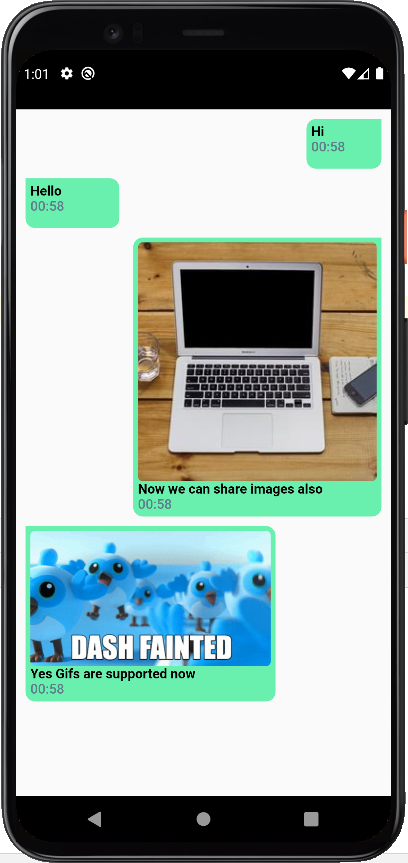 1:01
Hi
00:58
Hello
00:58
Now we can share images also
00:58
DASH FAINTED
Yes Gifs are supported now
00:58